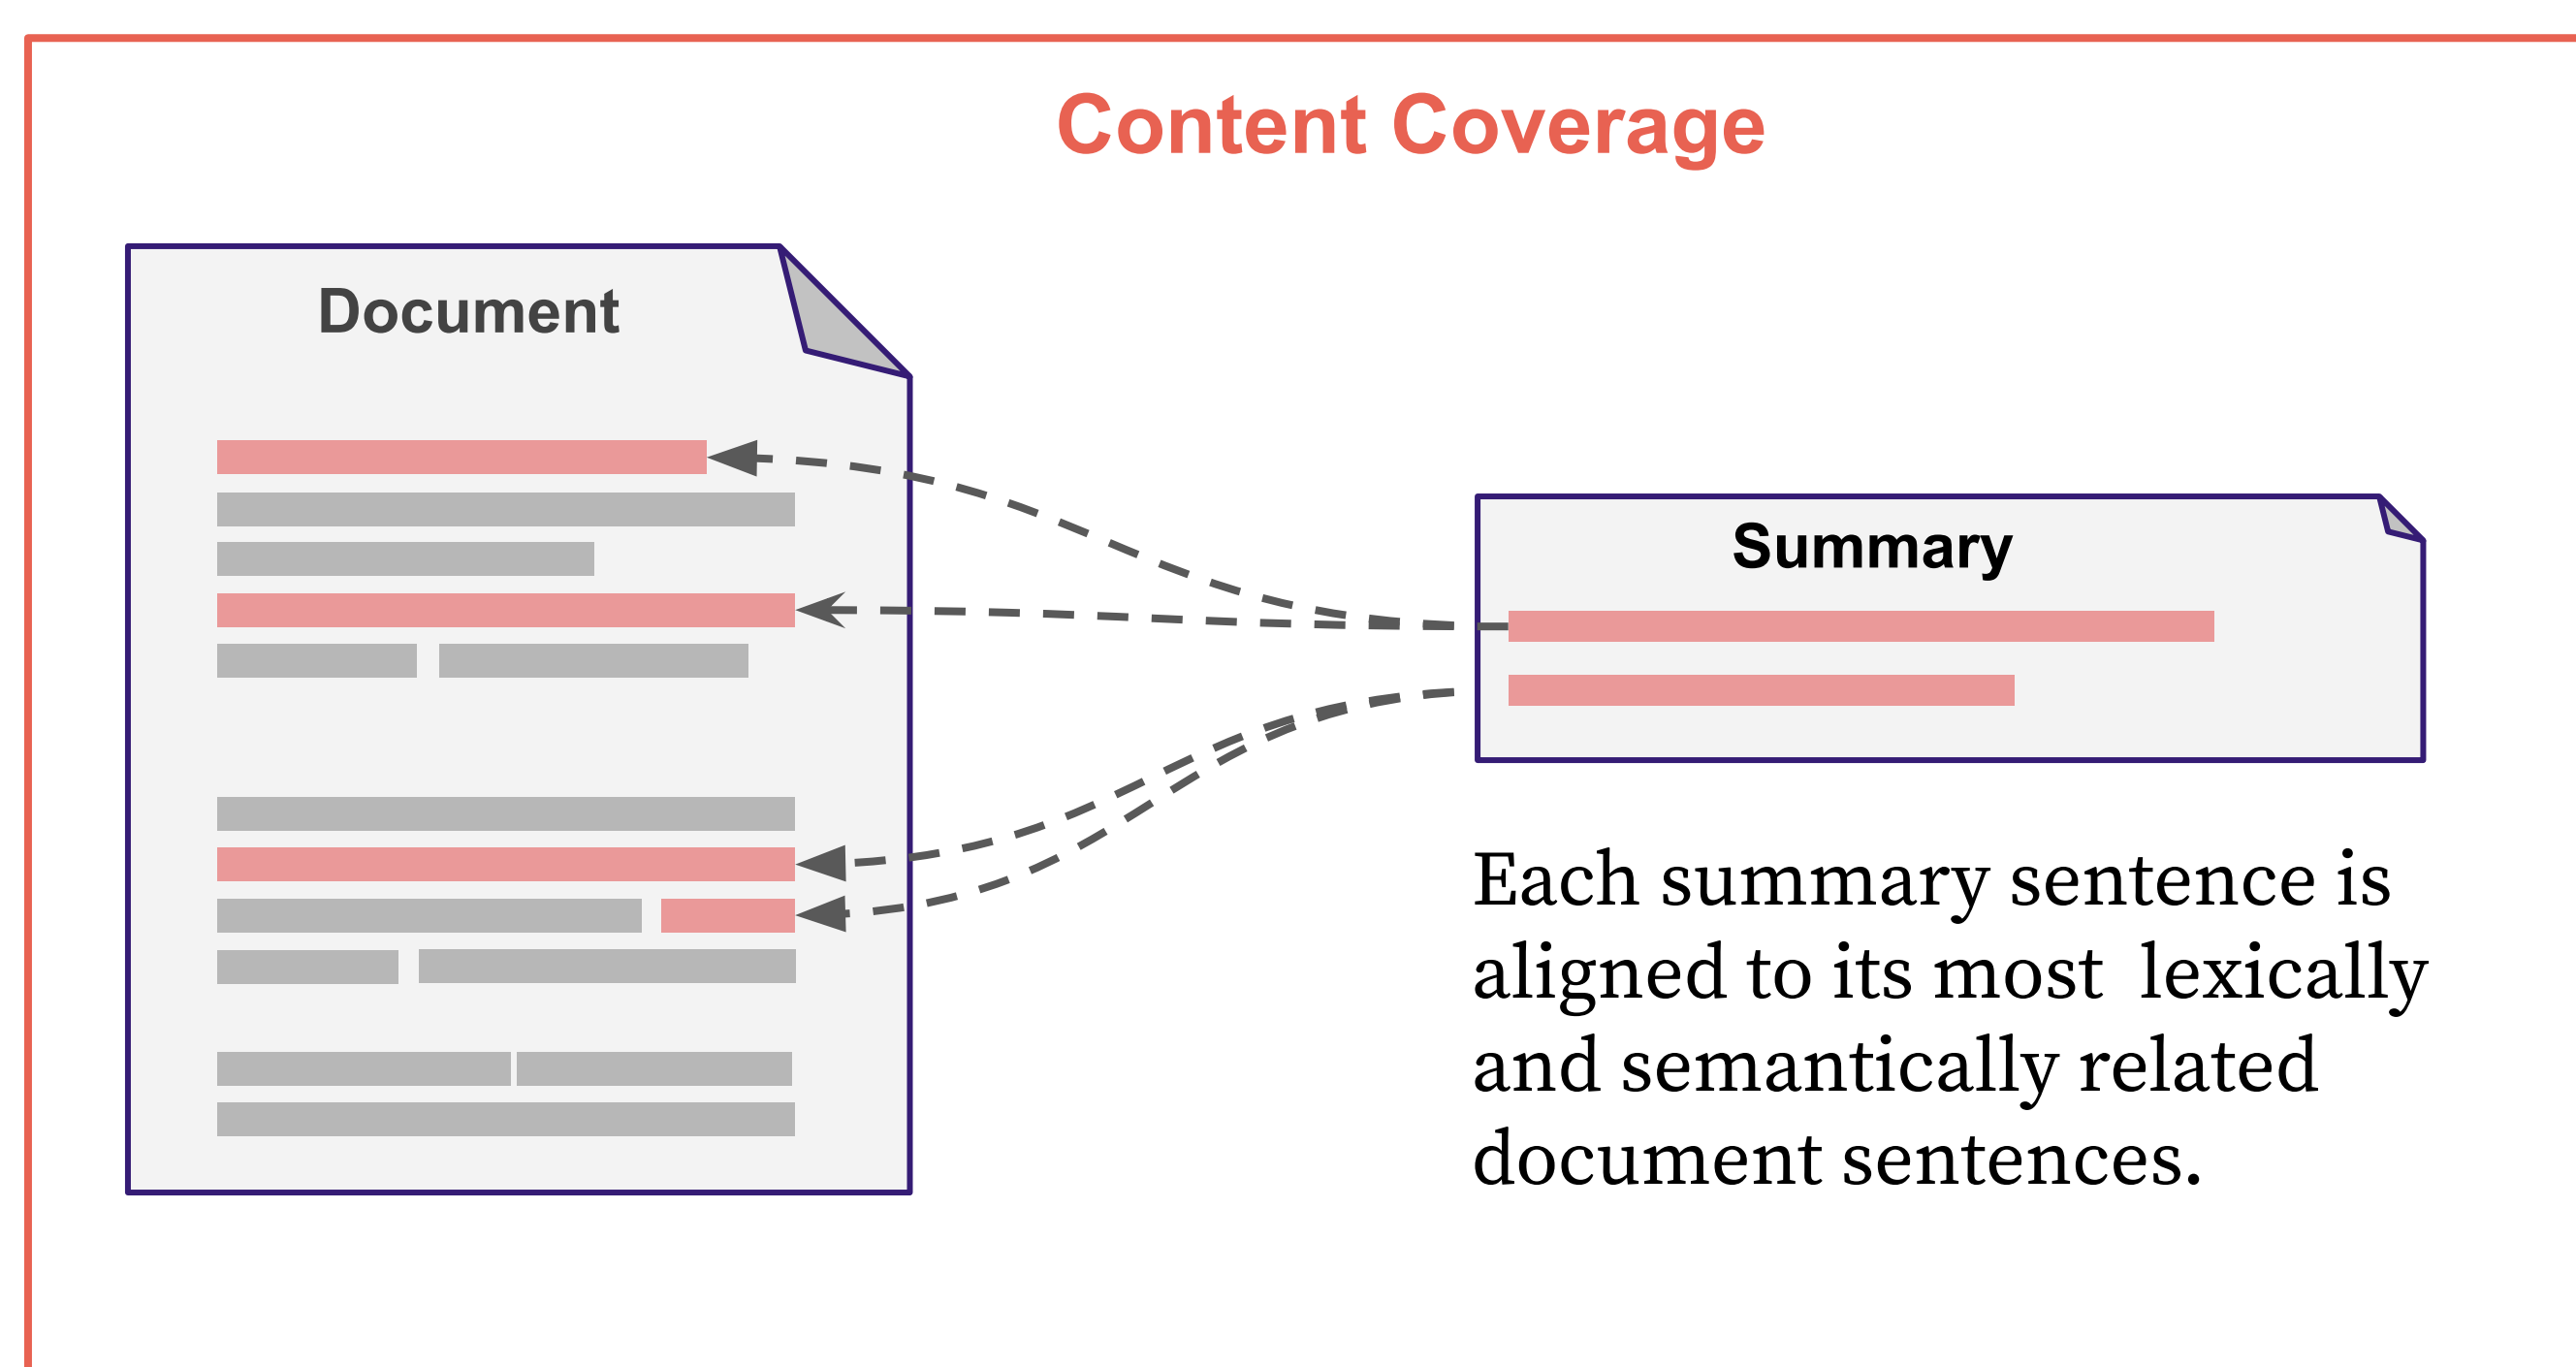 Content Coverage
Document
Summary
Each summary sentence is
aligned to its most  lexically
and semantically related
document sentences.